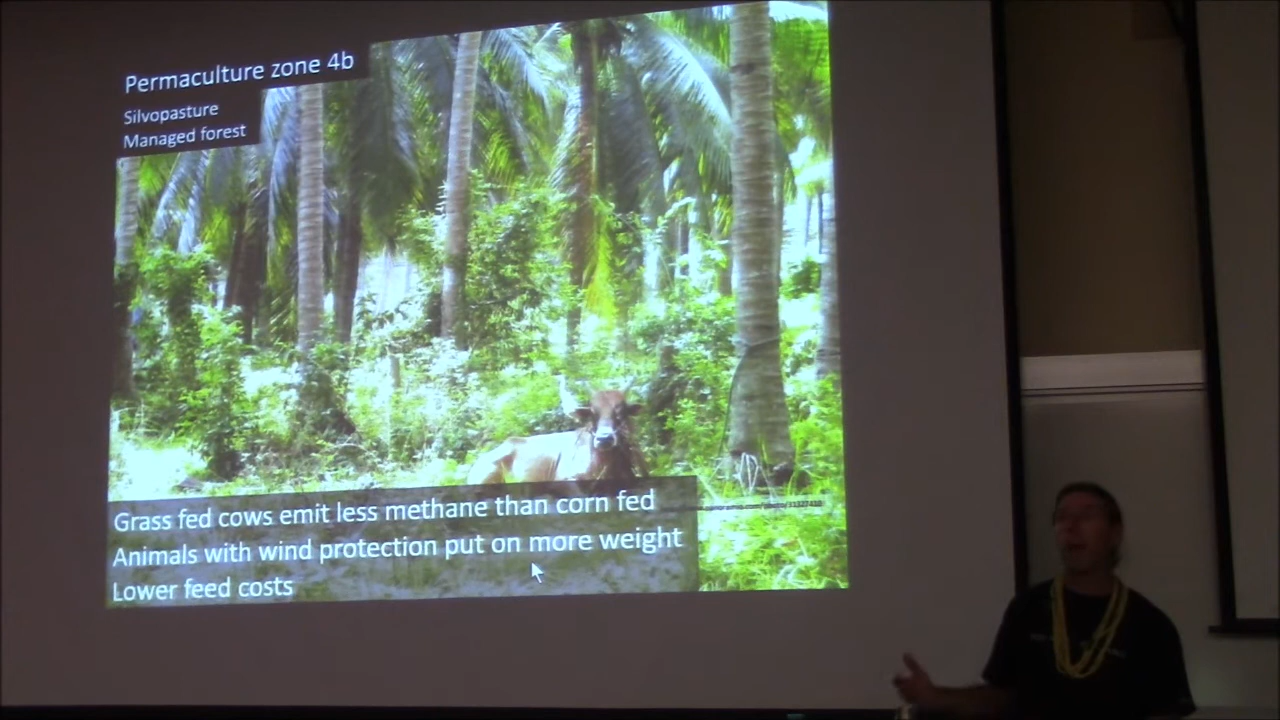 Permaculture zone 4b
Silvopasture
Managed forest
Grass fed cows emit less methane than corn fed
Animals with wind protection put on more weight
Lower feed costs